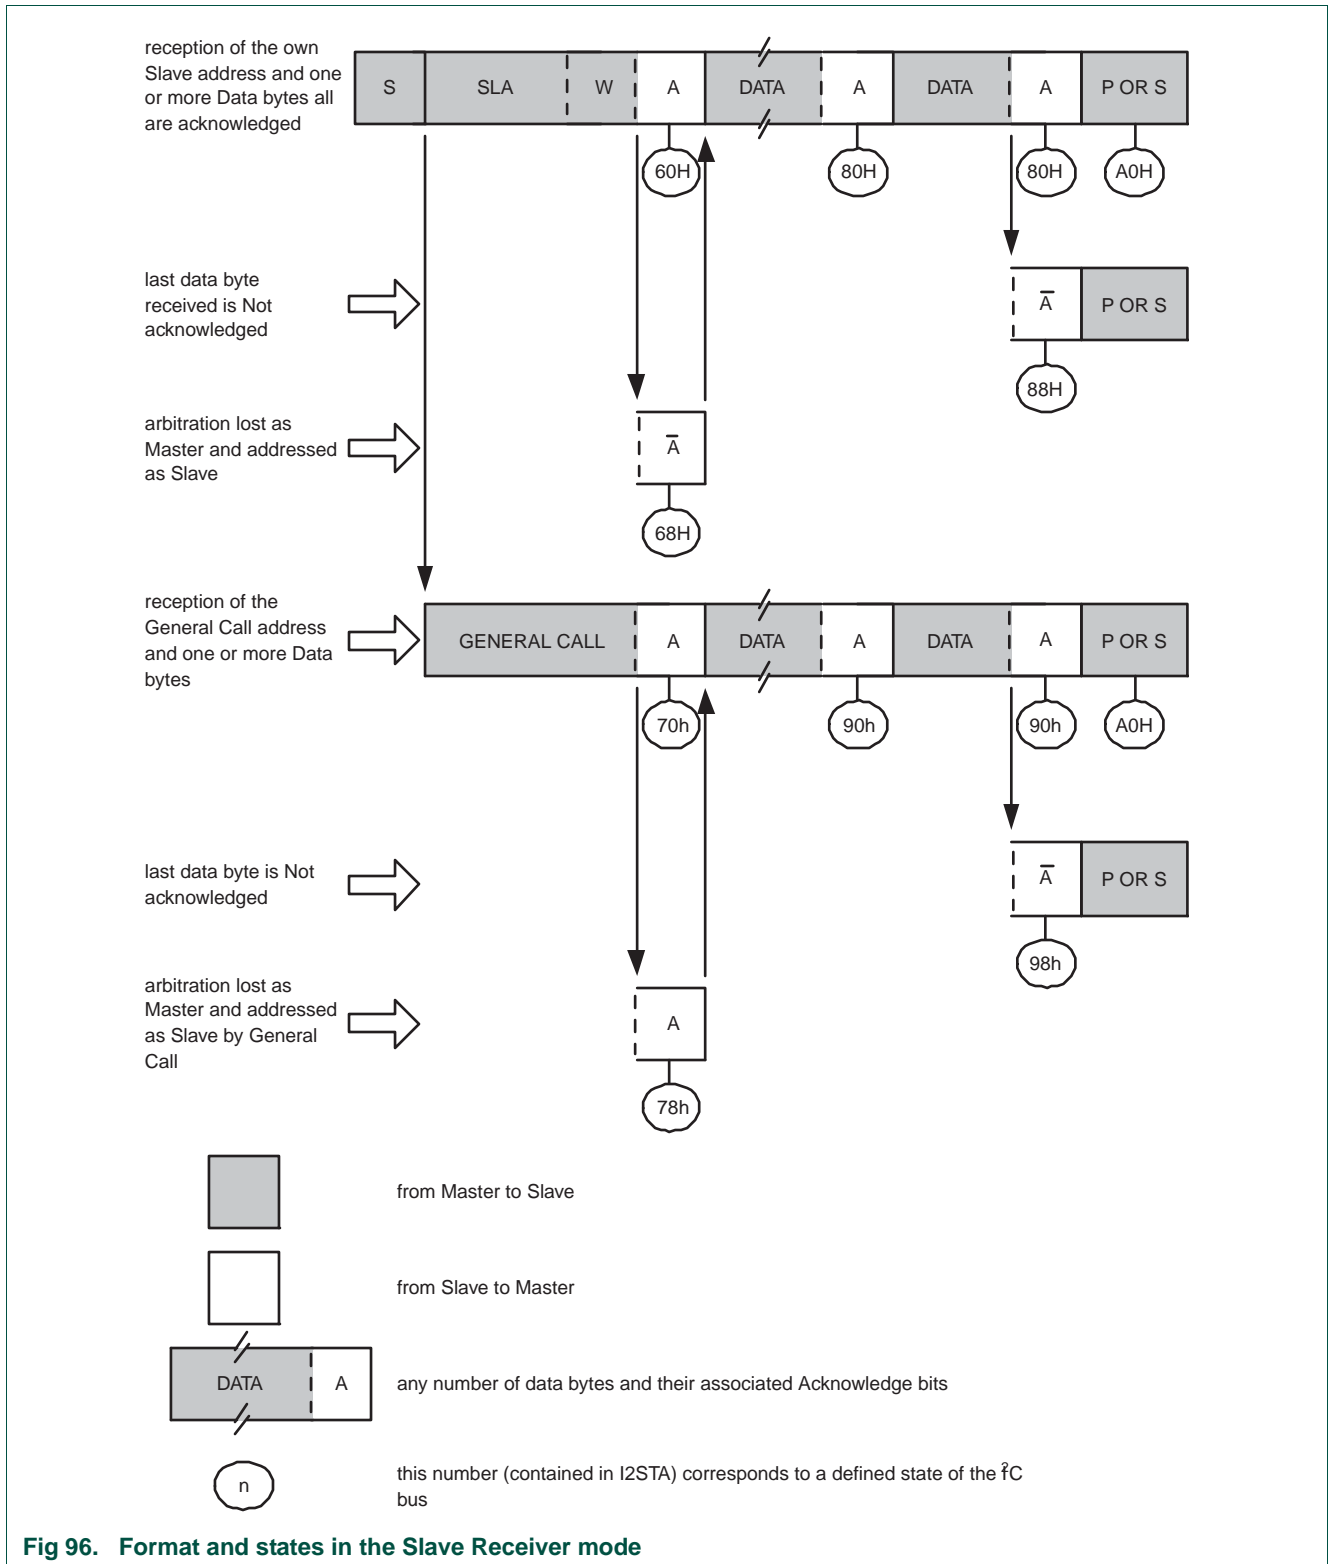 reception of the own
Slave address and one
or more Data bytes all
are acknowledged
S SLA W A DATA A DATA A P OR S
60H 80H 80H A0H
last data byte
received is Not
acknowledged
A̅ P OR S
88H
arbitration lost as
Master and addressed
as Slave
A̅
68H
reception of the
General Call address
and one or more Data
bytes
GENERAL CALL A DATA A DATA A P OR S
70h 90h 90h A0H
last data byte is Not
acknowledged
A̅ P OR S
98h
arbitration lost as
Master and addressed
as Slave by General
Call
A
78h
from Master to Slave
from Slave to Master
DATA A
any number of data bytes and their associated Acknowledge bits
n
this number (contained in I2STA) corresponds to a defined state of the I²C
bus
Fig 96. Format and states in the Slave Receiver mode